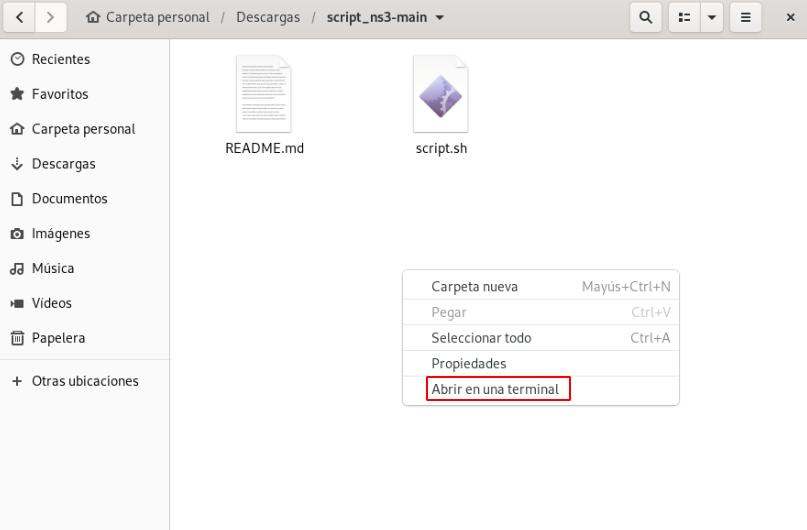 Carpeta personal / Descargas / script_ns3-main
Recientes
Favoritos
Carpeta personal
Descargas
Documentos
Imágenes
Música
Vídeos
Papelera
Otras ubicaciones
README.md
script.sh
Carpeta nueva Mayús+Ctrl+N
Pegar Ctrl+V
Seleccionar todo Ctrl+A
Propiedades
Abrir en una terminal